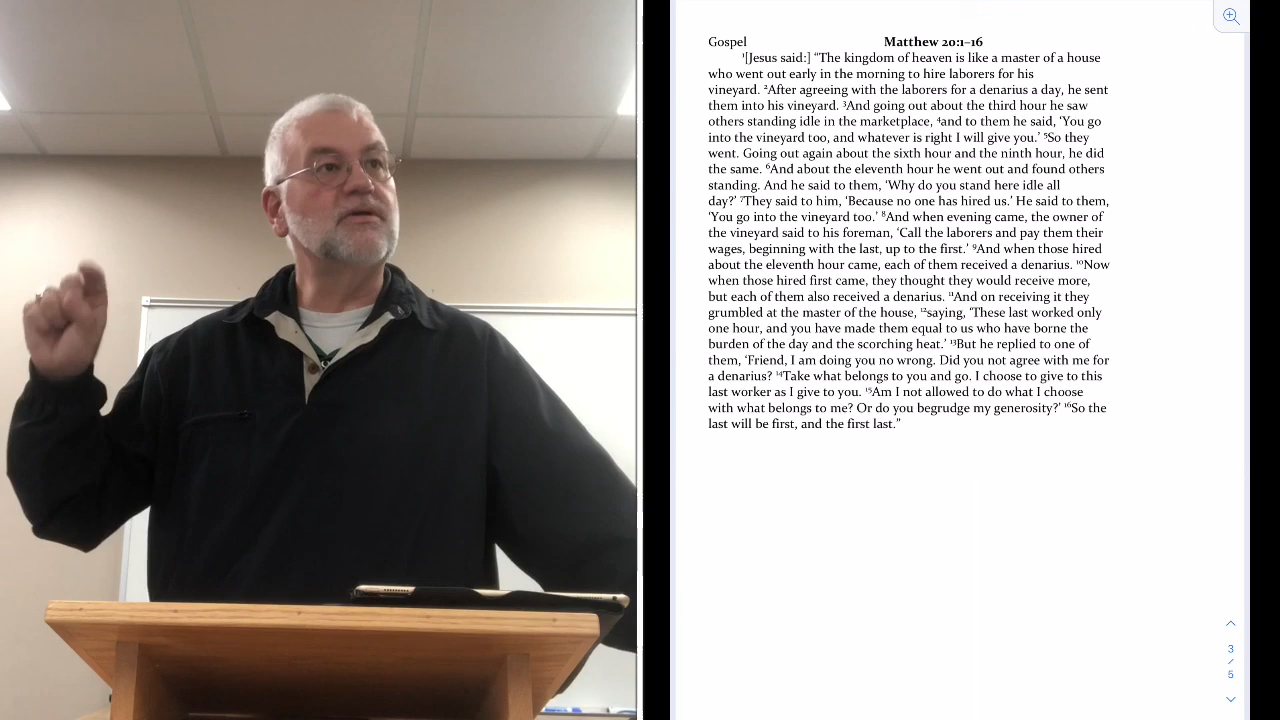 Gospel Matthew 20:1–16
¹[Jesus said:] “The kingdom of heaven is like a master of a house
who went out early in the morning to hire laborers for his
vineyard. ²After agreeing with the laborers for a denarius a day, he sent
them into his vineyard. ³And going out about the third hour he saw
others standing idle in the marketplace, ⁴and to them he said, ‘You go
into the vineyard too, and whatever is right I will give you.’ ⁵So they
went. Going out again about the sixth hour and the ninth hour, he did
the same. ⁶And about the eleventh hour he went out and found others
standing. And he said to them, ‘Why do you stand here idle all
day?’ ⁷They said to him, ‘Because no one has hired us.’ He said to them,
‘You go into the vineyard too.’ ⁸And when evening came, the owner of
the vineyard said to his foreman, ‘Call the laborers and pay them their
wages, beginning with the last, up to the first.’ ⁹And when those hired
about the eleventh hour came, each of them received a denarius. ¹⁰Now
when those hired first came, they thought they would receive more,
but each of them also received a denarius. ¹¹And on receiving it they
grumbled at the master of the house, ¹²saying, ‘These last worked only
one hour, and you have made them equal to us who have borne the
burden of the day and the scorching heat.’ ¹³But he replied to one of
them, ‘Friend, I am doing you no wrong. Did you not agree with me for
a denarius? ¹⁴Take what belongs to you and go. I choose to give to this
last worker as I give to you. ¹⁵Am I not allowed to do what I choose
with what belongs to me? Or do you begrudge my generosity?’ ¹⁶So the
last will be first, and the first last.”
3
/
5